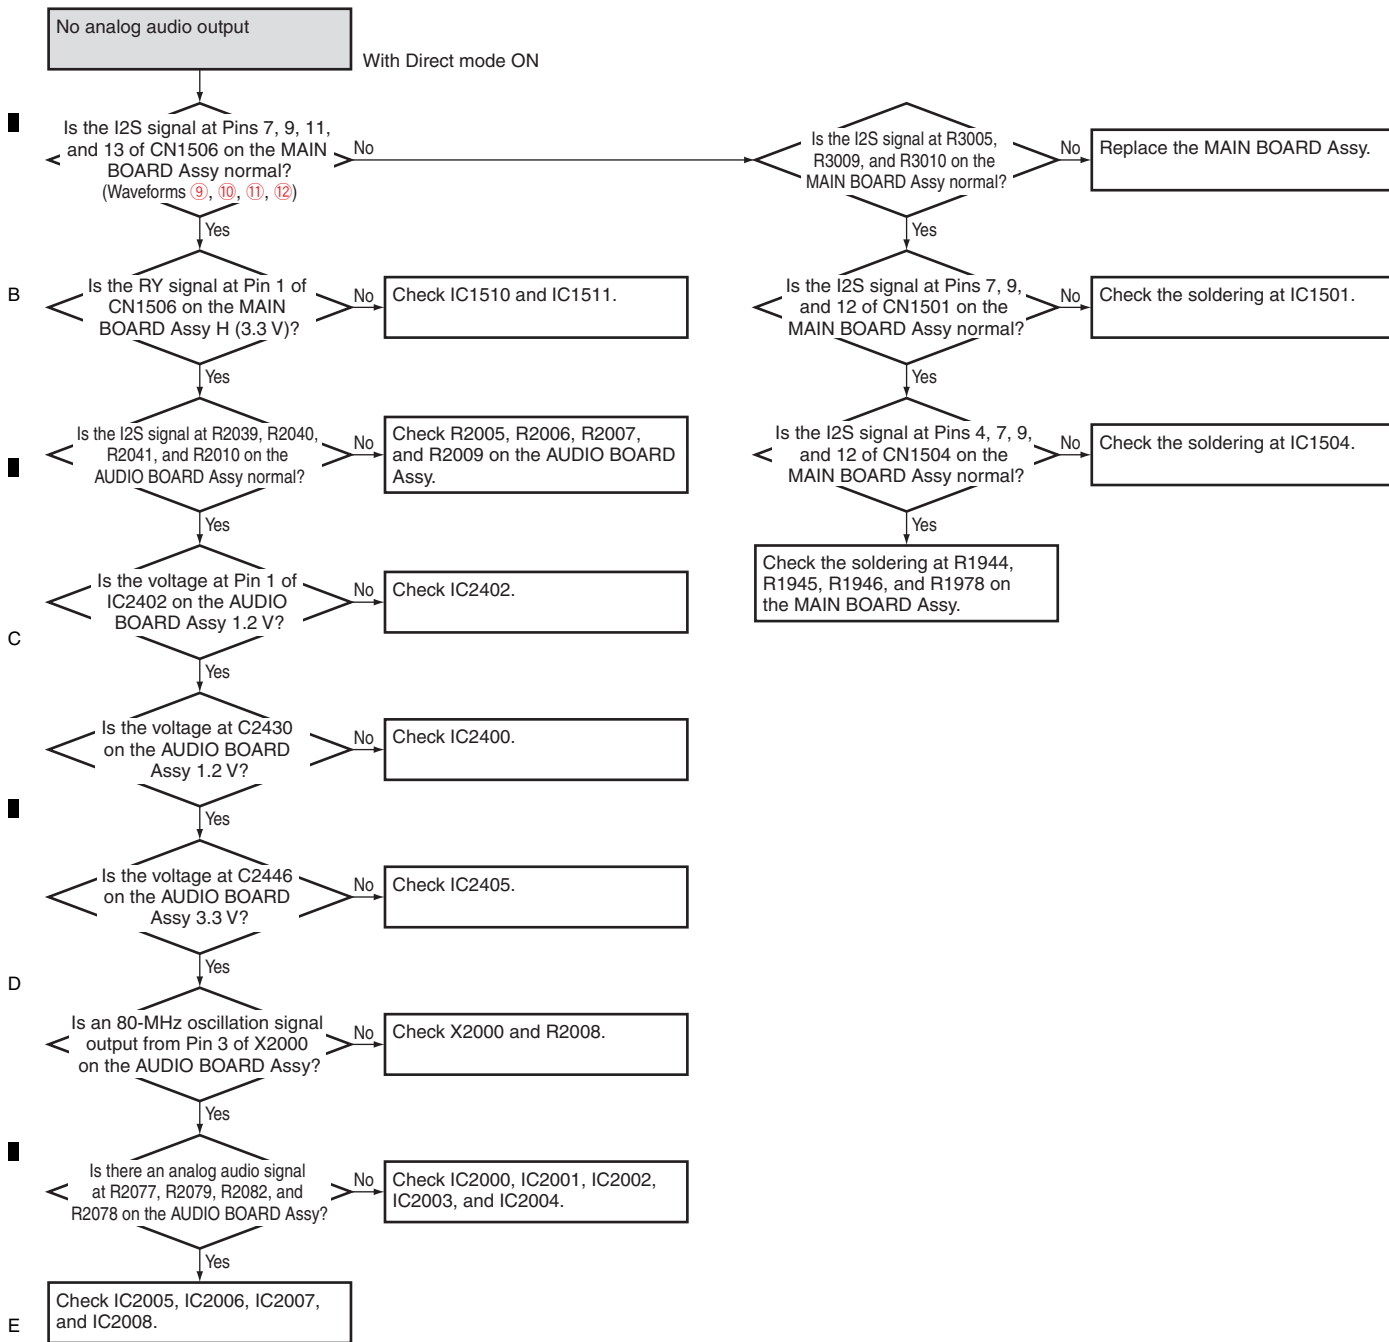 No analog audio output
With Direct mode ON
Is the I2S signal at Pins 7, 9, 11,
and 13 of CN1506 on the MAIN
BOARD Assy normal?
(Waveforms ⑨, ⑩, ⑪, ⑫)
No
Yes
Is the I2S signal at R3005,
R3009, and R3010 on the
MAIN BOARD Assy normal?
No
Replace the MAIN BOARD Assy.
Yes
B
Is the RY signal at Pin 1 of
CN1506 on the MAIN
BOARD Assy H (3.3 V)?
No
Check IC1510 and IC1511.
Yes
Is the I2S signal at Pins 7, 9,
and 12 of CN1501 on the
MAIN BOARD Assy normal?
No
Check the soldering at IC1501.
Yes
Is the I2S signal at R2039, R2040,
R2041, and R2010 on the
AUDIO BOARD Assy normal?
No
Check R2005, R2006, R2007,
and R2009 on the AUDIO BOARD
Assy.
Yes
Is the I2S signal at Pins 4, 7, 9,
and 12 of CN1504 on the
MAIN BOARD Assy normal?
No
Check the soldering at IC1504.
Yes
Check the soldering at R1944,
R1945, R1946, and R1978 on
the MAIN BOARD Assy.
Is the voltage at Pin 1 of
IC2402 on the AUDIO
BOARD Assy 1.2 V?
No
Check IC2402.
C
Yes
Is the voltage at C2430
on the AUDIO BOARD
Assy 1.2 V?
No
Check IC2400.
Yes
Is the voltage at C2446
on the AUDIO BOARD
Assy 3.3 V?
No
Check IC2405.
Yes
D
Is an 80-MHz oscillation signal
output from Pin 3 of X2000
on the AUDIO BOARD Assy?
No
Check X2000 and R2008.
Yes
Is there an analog audio signal
at R2077, R2079, R2082, and
R2078 on the AUDIO BOARD Assy?
No
Check IC2000, IC2001, IC2002,
IC2003, and IC2004.
Yes
Check IC2005, IC2006, IC2007,
and IC2008.
E